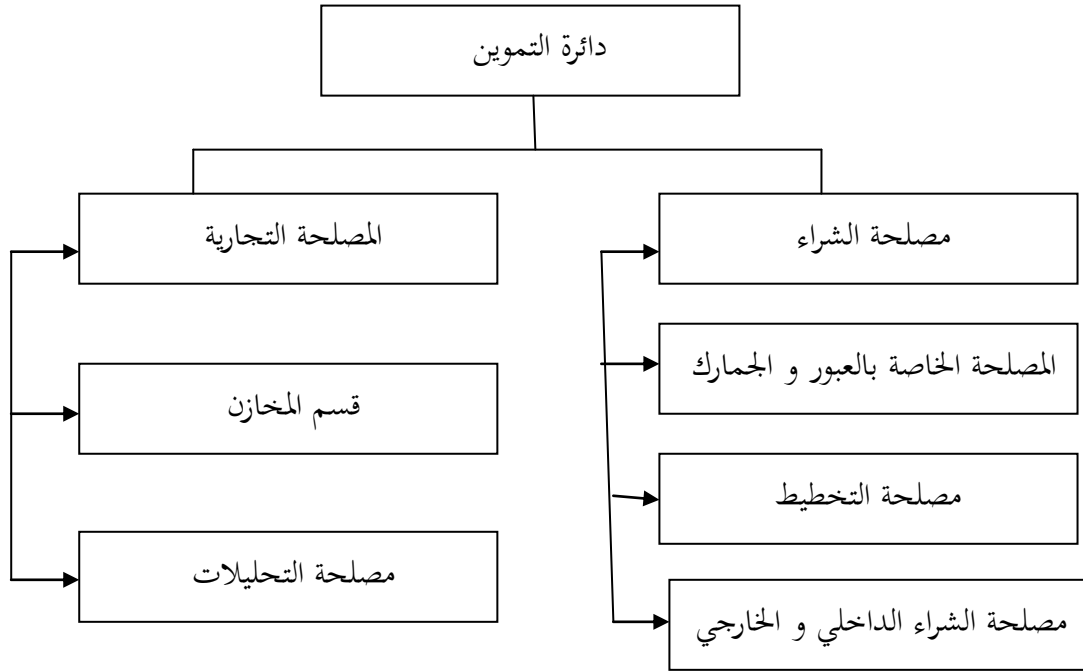 دائرة التموين
مصلحة الشراء
المصلحة التجارية
المصلحة الخاصة بالعبور و الجمارك
قسم المخازن
مصلحة التخطيط
مصلحة التحليلات
مصلحة الشراء الداخلي و الخارجي